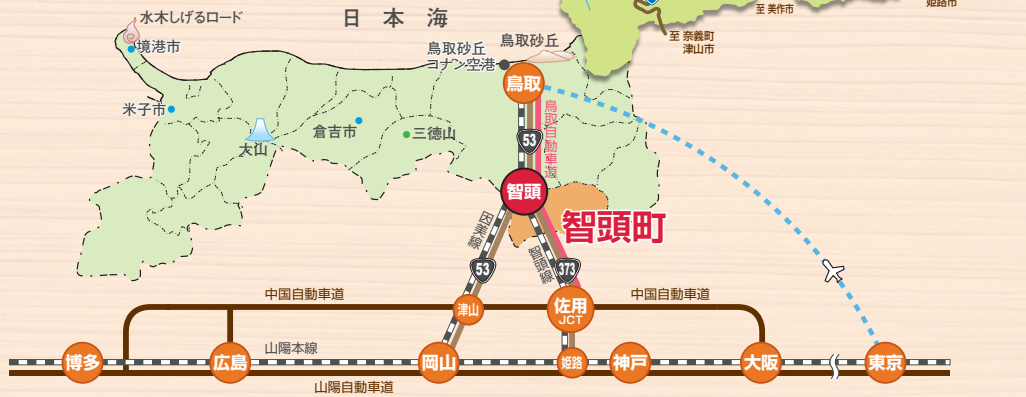 日本海
水木しげるロード
境港市
米子市
大山
倉吉市
三徳山
鳥取砂丘
コナン空港
鳥取砂丘
至 美作市
姫路市
至 奈義町
津山市
鳥取
53
鳥取自動車道
智頭
智頭町
因美線
53
智頭線
373
中国自動車道
津山
佐用
JCT
中国自動車道
博多
広島
山陽本線
岡山
姫路
神戸
大阪
東京
山陽自動車道